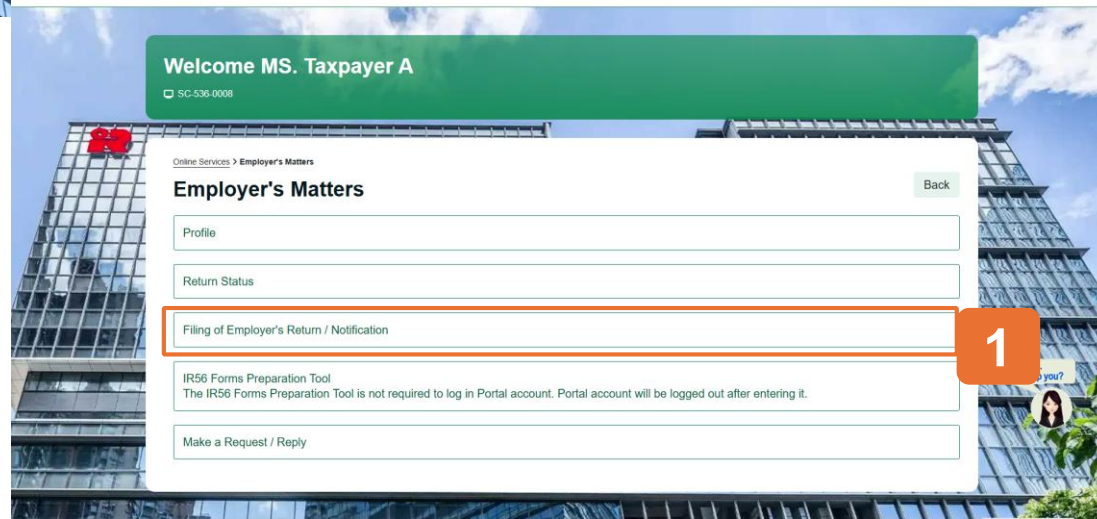 Welcome MS. Taxpayer A
SC-536-0008
Online Services > Employer's Matters
Employer's Matters
Back
Profile
Return Status
Filing of Employer's Return / Notification
1
IR56 Forms Preparation Tool
The IR56 Forms Preparation Tool is not required to log in Portal account. Portal account will be logged out after entering it.
you?
Make a Request / Reply